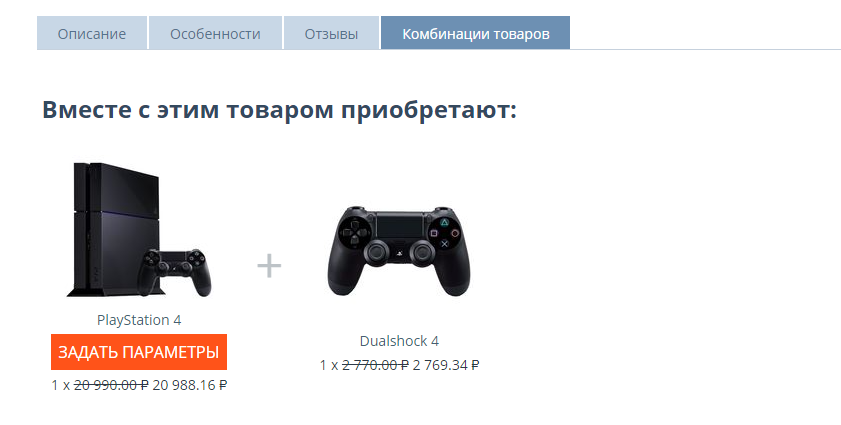 Описание Особенности Отзывы Комбинации товаров
Вместе с этим товаром приобретают:
+
PlayStation 4
ЗАДАТЬ ПАРАМЕТРЫ
1 x 20 990.00 ₽ 20 988.16 ₽
Dualshock 4
1 x 2 770.00 ₽ 2 769.34 ₽